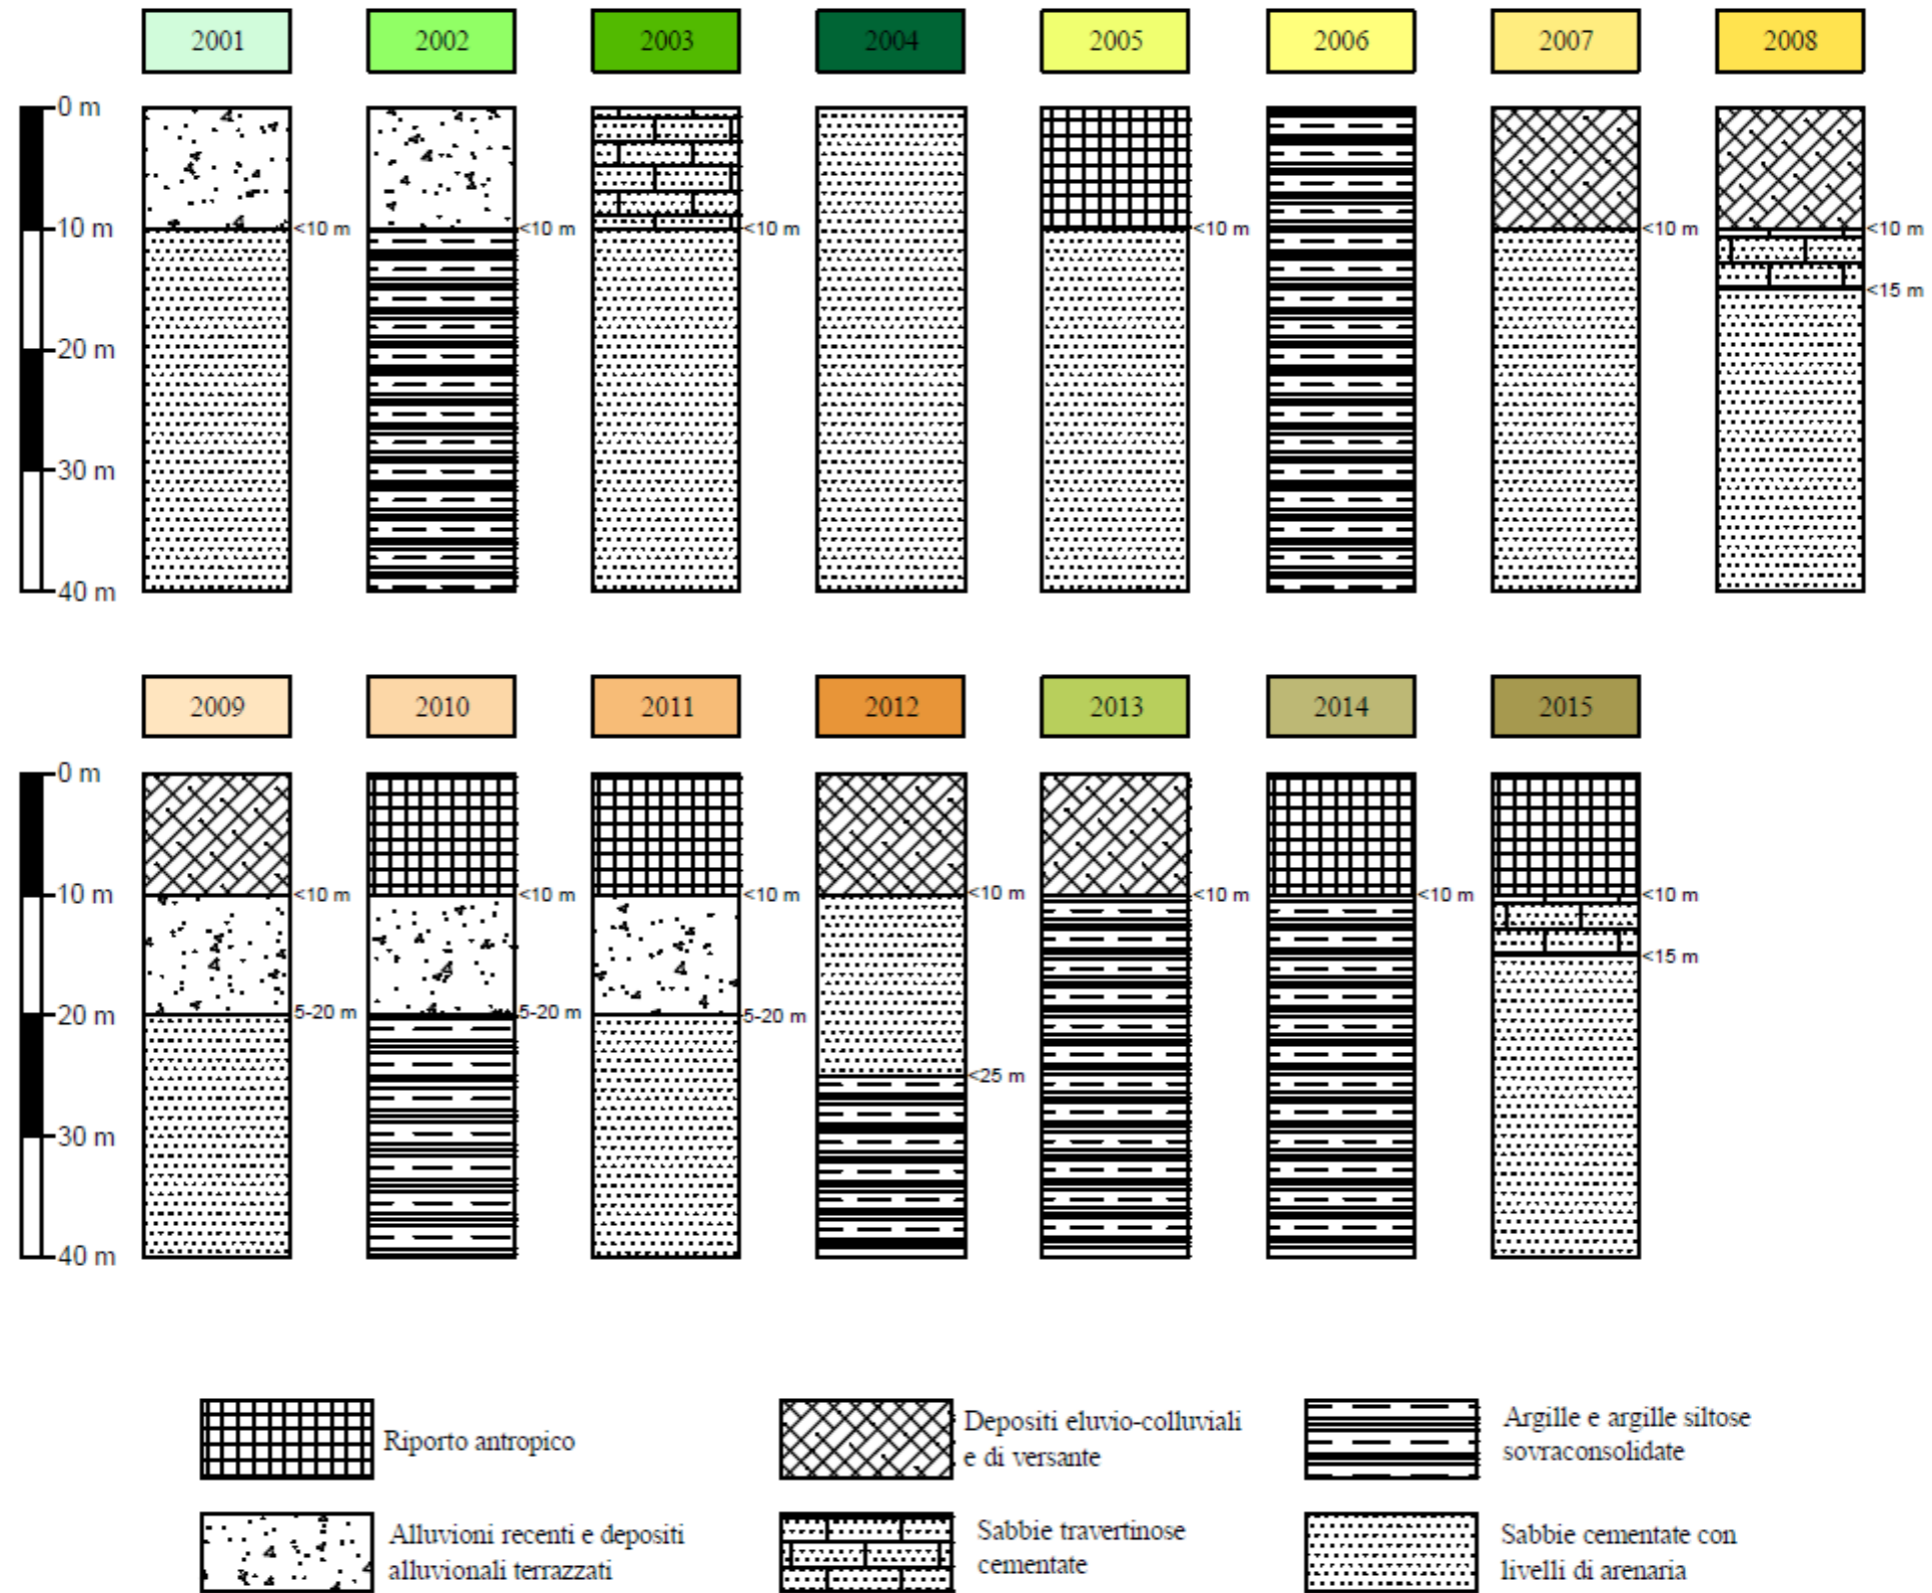 2001 2002 2003 2004 2005 2006 2007 2008
0 m
10 m <10 m <10 m <10 m <10 m <10 m <10 m
<15 m
20 m
30 m
40 m
2009 2010 2011 2012 2013 2014 2015
0 m
10 m <10 m <10 m <10 m <10 m <10 m <10 m <10 m
<15 m
20 m 5-20 m 5-20 m 5-20 m
<25 m
30 m
40 m
Riporto antropico
Depositi eluvio-colluviali
e di versante
Argille e argille siltose
sovraconsolidate
Alluvioni recenti e depositi
alluvionali terrazzati
Sabbie travertinose
cementate
Sabbie cementate con
livelli di arenaria